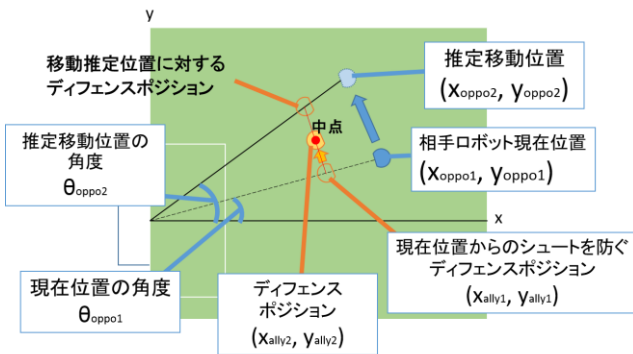 y
移動推定位置に対する
ディフェンスポジション
推定移動位置
(xoppo2, yoppo2)
中点
推定移動位置の
角度
θoppo2
相手ロボット現在位置
(xoppo1, yoppo1)
x
現在位置の角度
θoppo1
ディフェンス
ポジション
(xally2, yally2)
現在位置からのシュートを防ぐ
ディフェンスポジション
(xally1, yally1)